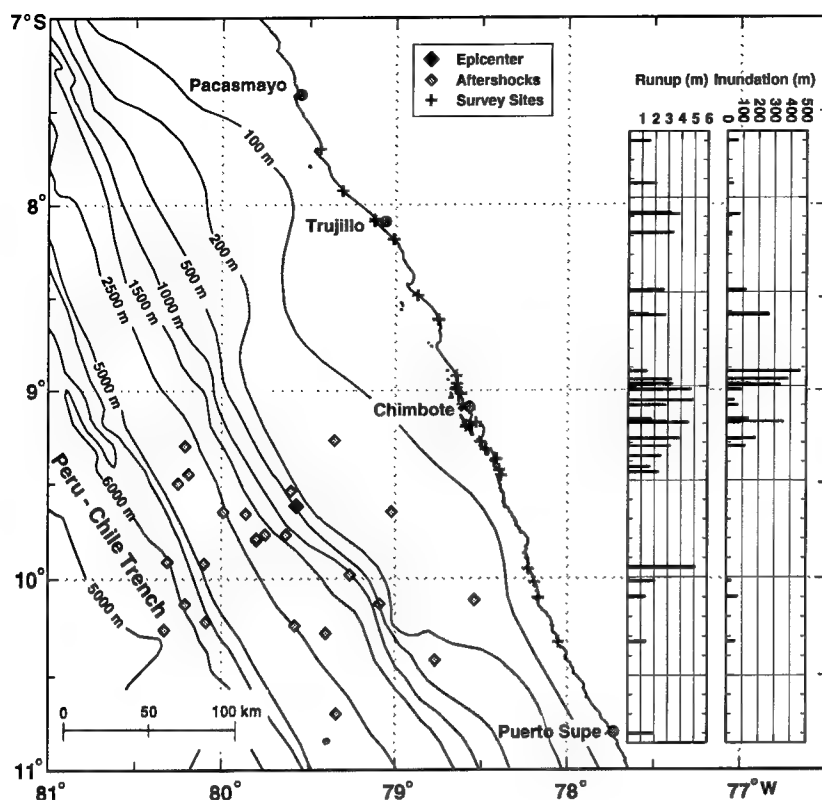 7°S
8°
9°
10°
11°
81°
80°
79°
78°
77°W
Epicenter
Aftershocks
Survey Sites
Pacasmayo
Trujillo
Chimbote
Puerto Supe
100 m
200 m
500 m
1000 m
1500 m
2500 m
5000 m
6000 m
Peru - Chile Trench
5000 m
0 50 100 km
Runup (m) Inundation (m)
1 2 3 4 5 6
0 100 200 300 400 500